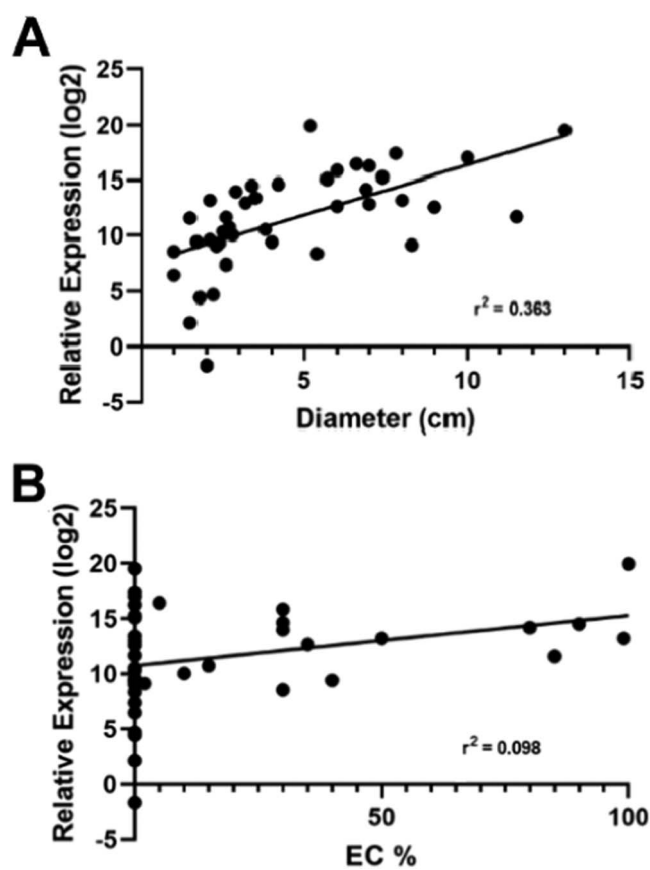 A
Relative Expression (log2)
25
20
15
10
5
0
-5
5
10
15
r² = 0.363
Diameter (cm)
B
Relative Expression (log2)
25
20
15
10
5
0
-5
50
100
r² = 0.098
EC %